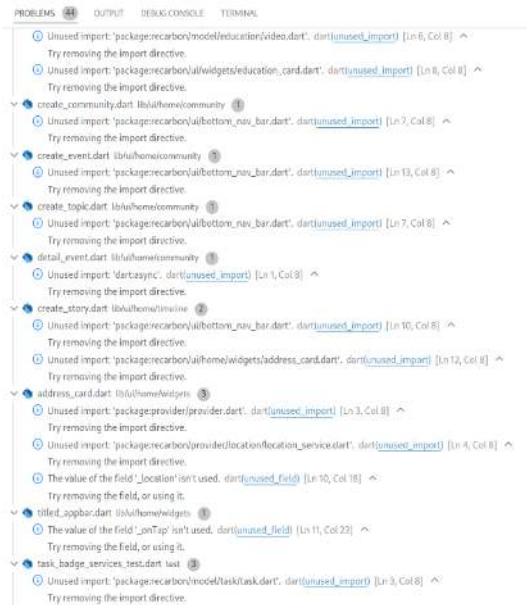 PROBLEMS 44 OUTPUT DEBUG CONSOLE TERMINAL
Unused import: 'package:recarbon/model/education/video.dart'. dart(unused_import) [Ln 6, Col 8]
Try removing the import directive.
Unused import: 'package:recarbon/ui/widgets/education_card.dart'. dart(unused_import) [Ln 8, Col 8]
Try removing the import directive.
create_community.dart lib/ui/home/community 1
Unused import: 'package:recarbon/ui/bottom_nav_bar.dart'. dart(unused_import) [Ln 7, Col 8]
Try removing the import directive.
create_event.dart lib/ui/home/community 1
Unused import: 'package:recarbon/ui/bottom_nav_bar.dart'. dart(unused_import) [Ln 13, Col 8]
Try removing the import directive.
create_topic.dart lib/ui/home/community 1
Unused import: 'package:recarbon/ui/bottom_nav_bar.dart'. dart(unused_import) [Ln 7, Col 8]
Try removing the import directive.
detail_event.dart lib/ui/home/community 1
Unused import: 'dart:async'. dart(unused_import) [Ln 1, Col 8]
Try removing the import directive.
create_story.dart lib/ui/home/timeline 2
Unused import: 'package:recarbon/ui/bottom_nav_bar.dart'. dart(unused_import) [Ln 10, Col 8]
Try removing the import directive.
Unused import: 'package:recarbon/ui/home/widgets/address_card.dart'. dart(unused_import) [Ln 12, Col 8]
Try removing the import directive.
address_card.dart lib/ui/home/widgets 3
Unused import: 'package:provider/provider.dart'. dart(unused_import) [Ln 3, Col 8]
Try removing the import directive.
Unused import: 'package:recarbon/provider/location/location_service.dart'. dart(unused_import) [Ln 4, Col 8]
Try removing the import directive.
The value of the field '_location' isn't used. dart(unused_field) [Ln 10, Col 18]
Try removing the field, or using it.
titled_appbar.dart lib/ui/home/widgets 1
The value of the field '_onTap' isn't used. dart(unused_field) [Ln 11, Col 22]
Try removing the field, or using it.
task_badge_services_test.dart test 3
Unused import: 'package:recarbon/model/task/task.dart'. dart(unused_import) [Ln 3, Col 8]
Try removing the import directive.